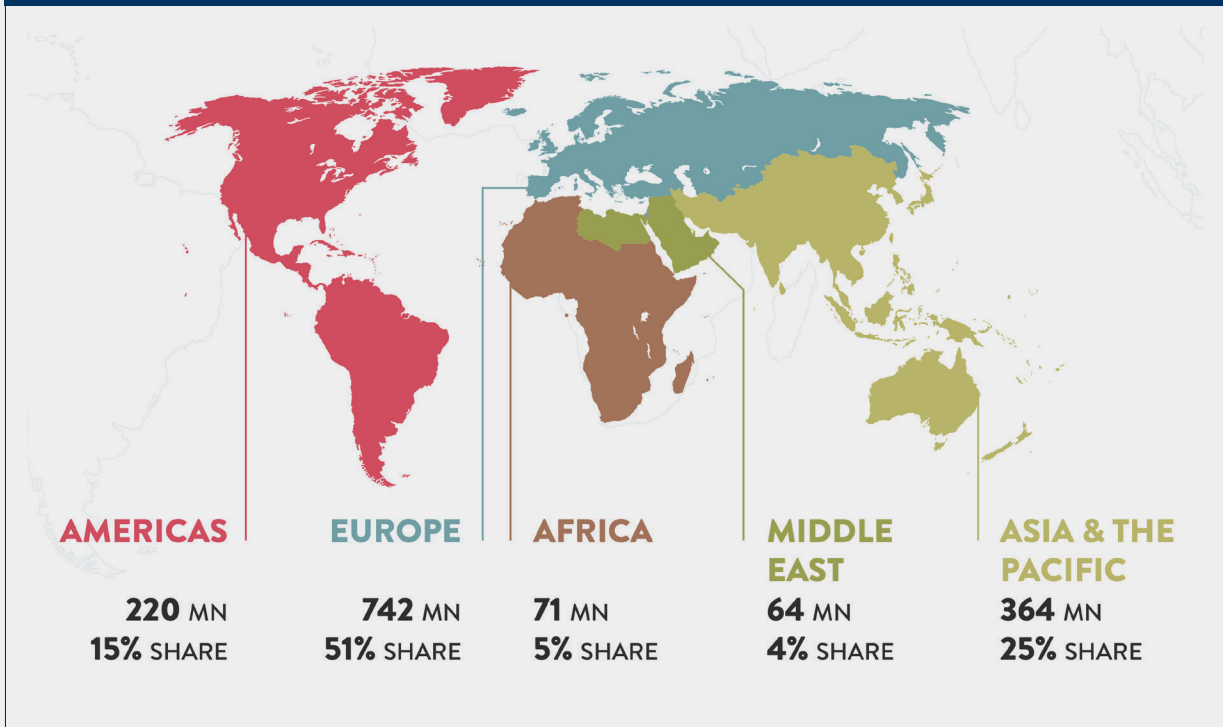 AMERICAS
220 MN
15% SHARE
EUROPE
742 MN
51% SHARE
AFRICA
71 MN
5% SHARE
MIDDLE
EAST
64 MN
4% SHARE
ASIA & THE
PACIFIC
364 MN
25% SHARE